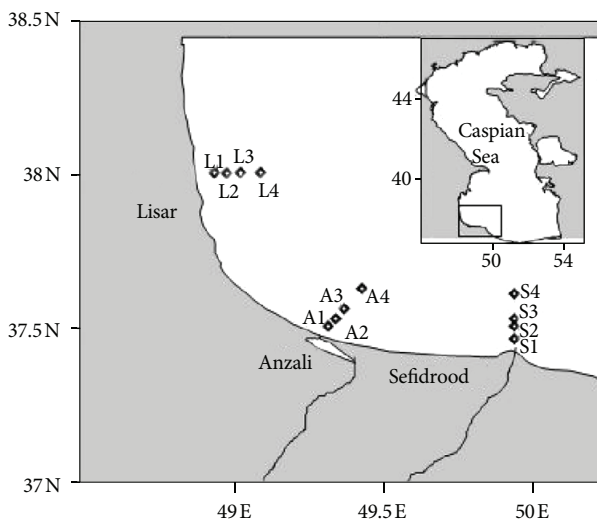 38.5 N
38 N
37.5 N
37 N
49 E
49.5 E
50 E
L1
L2
L3
L4
Lisar
A1
A2
A3
A4
Anzali
Sefidrood
S4
S3
S2
S1
44
40
50
54
Caspian
Sea